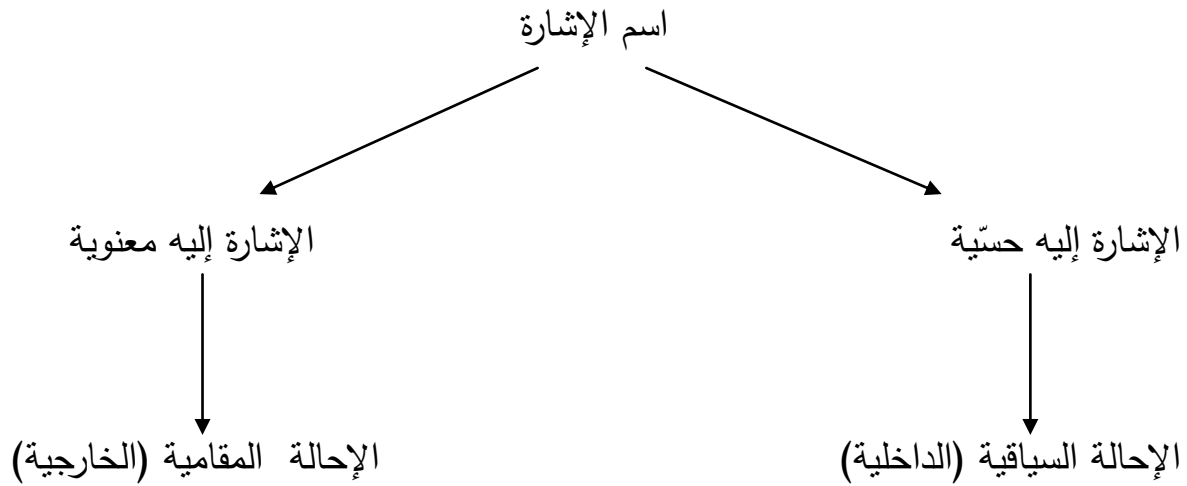 اسم الإشارة
الإشارة إليه حسّية
الإشارة إليه معنوية
الإحالة السياقية (الداخلية)
الإحالة المقامية (الخارجية)